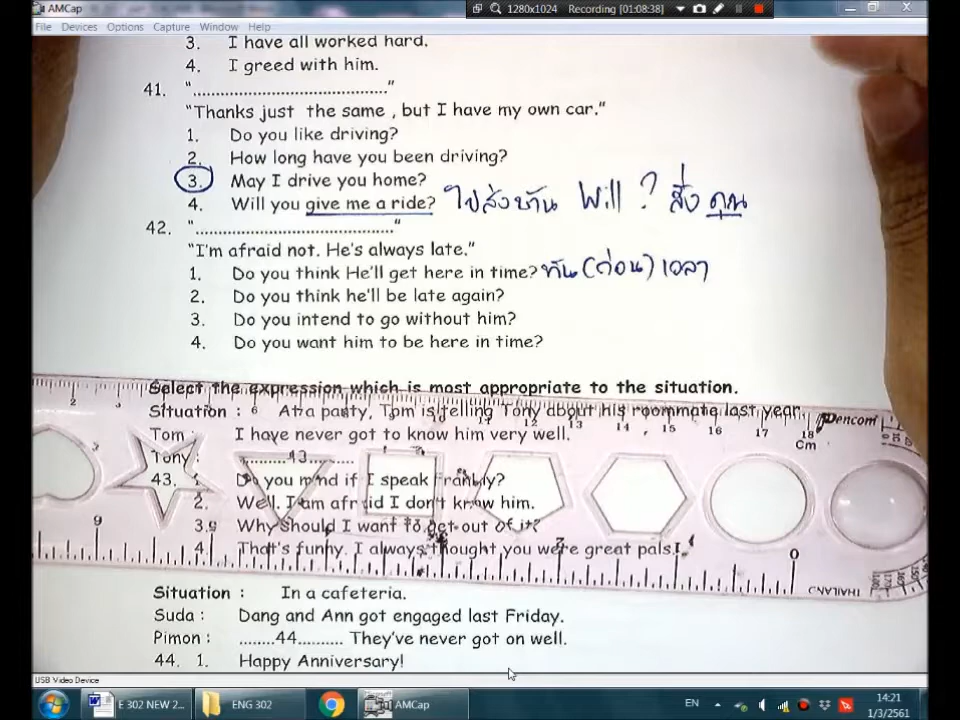 AMCap
1280x1024 Recording [01:08:38]
File Devices Options Capture Window Help
3. I have all worked hard.
4. I greed with him.
41. "......................................."
"Thanks just the same , but I have my own car."
1. Do you like driving?
2. How long have you been driving?
3. May I drive you home?
4. Will you give me a ride? ไปส่งบ้าน Will ? สั่ง คุณ
42. "......................................."
"I'm afraid not. He's always late."
1. Do you think He'll get here in time? ทัน (ก่อน) เวลา
2. Do you think he'll be late again?
3. Do you intend to go without him?
4. Do you want him to be here in time?
Select the expression which is most appropriate to the situation.
Situation : At a party, Tom is telling Tony about his roommate last year.
Tom : I have never got to know him very well.
Tony : ..........43............
43. 1. Do you mind if I speak frankly?
2. Well. I am afraid I don't know him.
3. Why should I want to get out of it?
4. That's funny. I always thought you were great pals.
Situation : In a cafeteria.
Suda : Dang and Ann got engaged last Friday.
Pimon : ........44.......... They've never got on well.
44. 1. Happy Anniversary!
USB Video Device
E 302 NEW 2... ENG 302 AMCap EN 14:21
1/3/2561